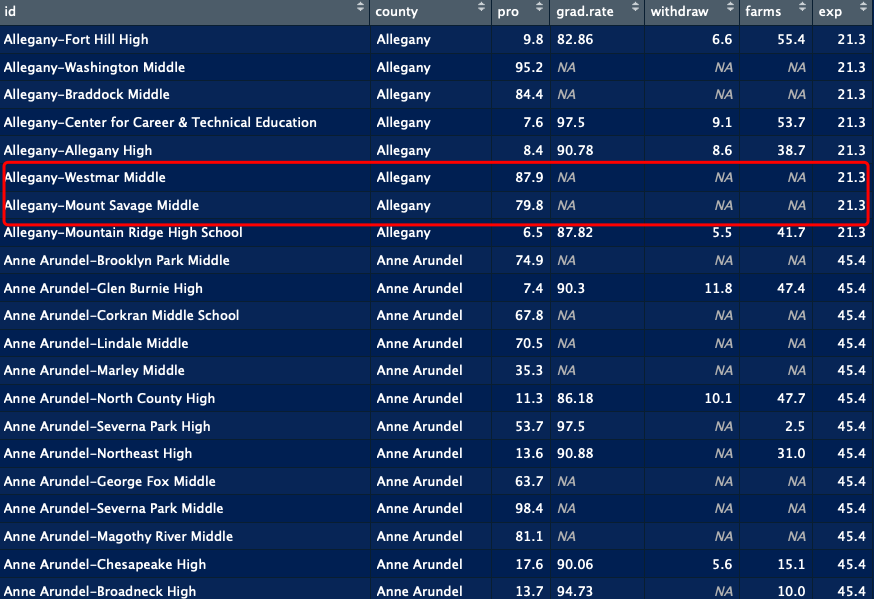 id county pro grad.rate withdraw farms exp
Allegany-Fort Hill High Allegany 9.8 82.86 6.6 55.4 21.3
Allegany-Washington Middle Allegany 95.2 NA NA NA 21.3
Allegany-Braddock Middle Allegany 84.4 NA NA NA 21.3
Allegany-Center for Career & Technical Education Allegany 7.6 97.5 9.1 53.7 21.3
Allegany-Allegany High Allegany 8.4 90.78 8.6 38.7 21.3
Allegany-Westmar Middle Allegany 87.9 NA NA NA 21.3
Allegany-Mount Savage Middle Allegany 79.8 NA NA NA 21.3
Allegany-Mountain Ridge High School Allegany 6.5 87.82 5.5 41.7 21.3
Anne Arundel-Brooklyn Park Middle Anne Arundel 74.9 NA NA NA 45.4
Anne Arundel-Glen Burnie High Anne Arundel 7.4 90.3 11.8 47.4 45.4
Anne Arundel-Corkran Middle School Anne Arundel 67.8 NA NA NA 45.4
Anne Arundel-Lindale Middle Anne Arundel 70.5 NA NA NA 45.4
Anne Arundel-Marley Middle Anne Arundel 35.3 NA NA NA 45.4
Anne Arundel-North County High Anne Arundel 11.3 86.18 10.1 47.7 45.4
Anne Arundel-Severna Park High Anne Arundel 53.7 97.5 NA 2.5 45.4
Anne Arundel-Northeast High Anne Arundel 13.6 90.88 NA 31.0 45.4
Anne Arundel-George Fox Middle Anne Arundel 63.7 NA NA NA 45.4
Anne Arundel-Severna Park Middle Anne Arundel 98.4 NA NA NA 45.4
Anne Arundel-Magothy River Middle Anne Arundel 81.1 NA NA NA 45.4
Anne Arundel-Chesapeake High Anne Arundel 17.6 90.06 5.6 15.1 45.4
Anne Arundel-Broadneck High Anne Arundel 13.7 94.73 NA 10.0 45.4